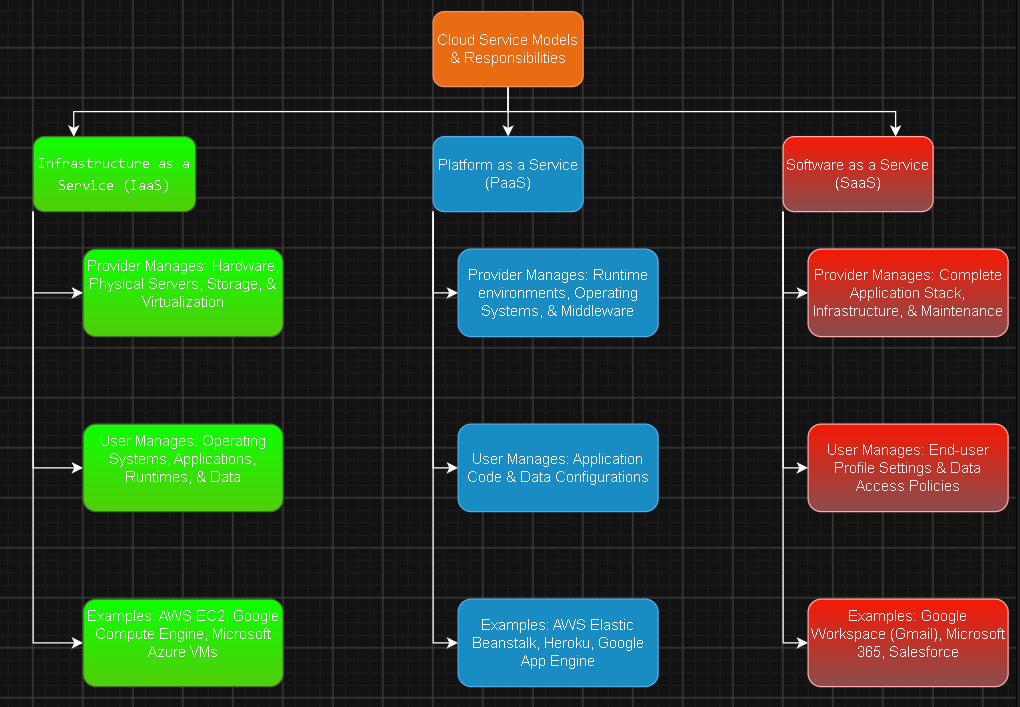 Cloud Service Models
& Responsibilities
Infrastructure as a
Service (IaaS)
Platform as a Service
(PaaS)
Software as a Service
(SaaS)
Provider Manages: Hardware,
Physical Servers, Storage, &
Virtualization
Provider Manages: Runtime
environments, Operating
Systems, & Middleware
Provider Manages: Complete
Application Stack,
Infrastructure, & Maintenance
User Manages: Operating
Systems, Applications,
Runtimes, & Data
User Manages: Application
Code & Data Configurations
User Manages: End-user
Profile Settings & Data
Access Policies
Examples: AWS EC2, Google
Compute Engine, Microsoft
Azure VMs
Examples: AWS Elastic
Beanstalk, Heroku, Google
App Engine
Examples: Google
Workspace (Gmail), Microsoft
365, Salesforce